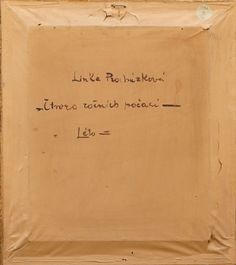 Linka Procházková
„Čtvero ročních počasí —
„ Léto =